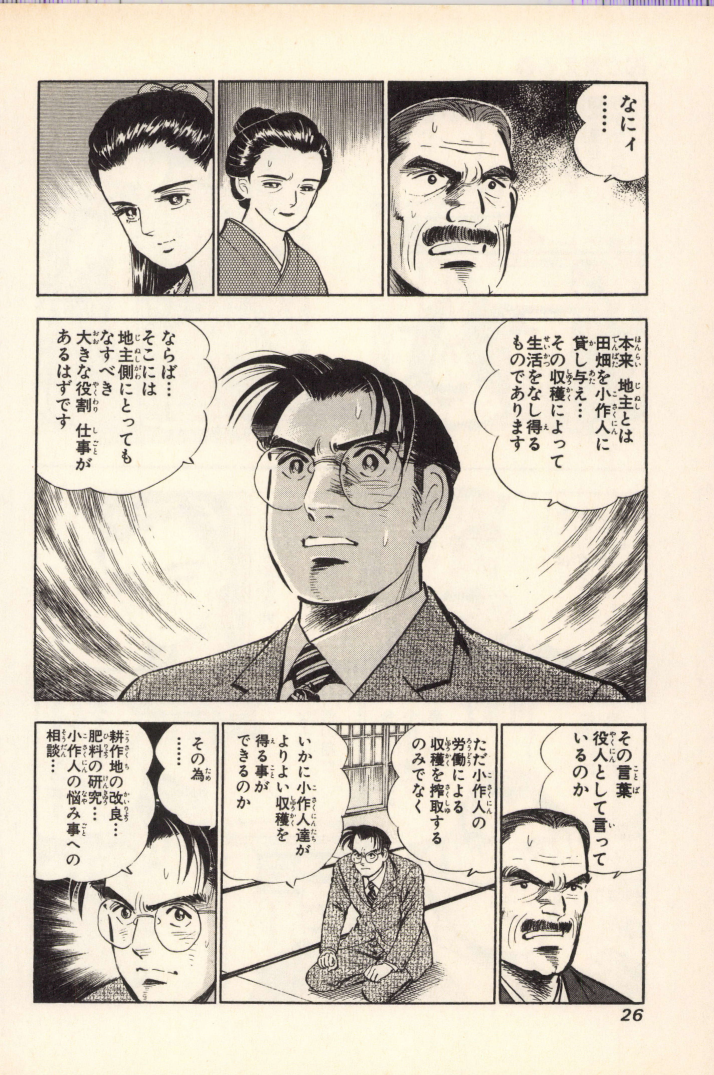 なにィ
……
本来 地主とは
田畑を小作人に
貸し与え…
その収穫によって
生活をなし得る
ものであります
ならば…
そこには
地主側にとっても
なすべき
大きな役割 仕事が
あるはずです
その言葉
役人として言って
いるのか
ただ小作人の
労働による
収穫を搾取する
のみでなく
いかに小作人達が
よりよい収穫を
得る事が
できるのか
その為
……
耕作地の改良…
肥料の研究…
小作人の悩み事への
相談…
26